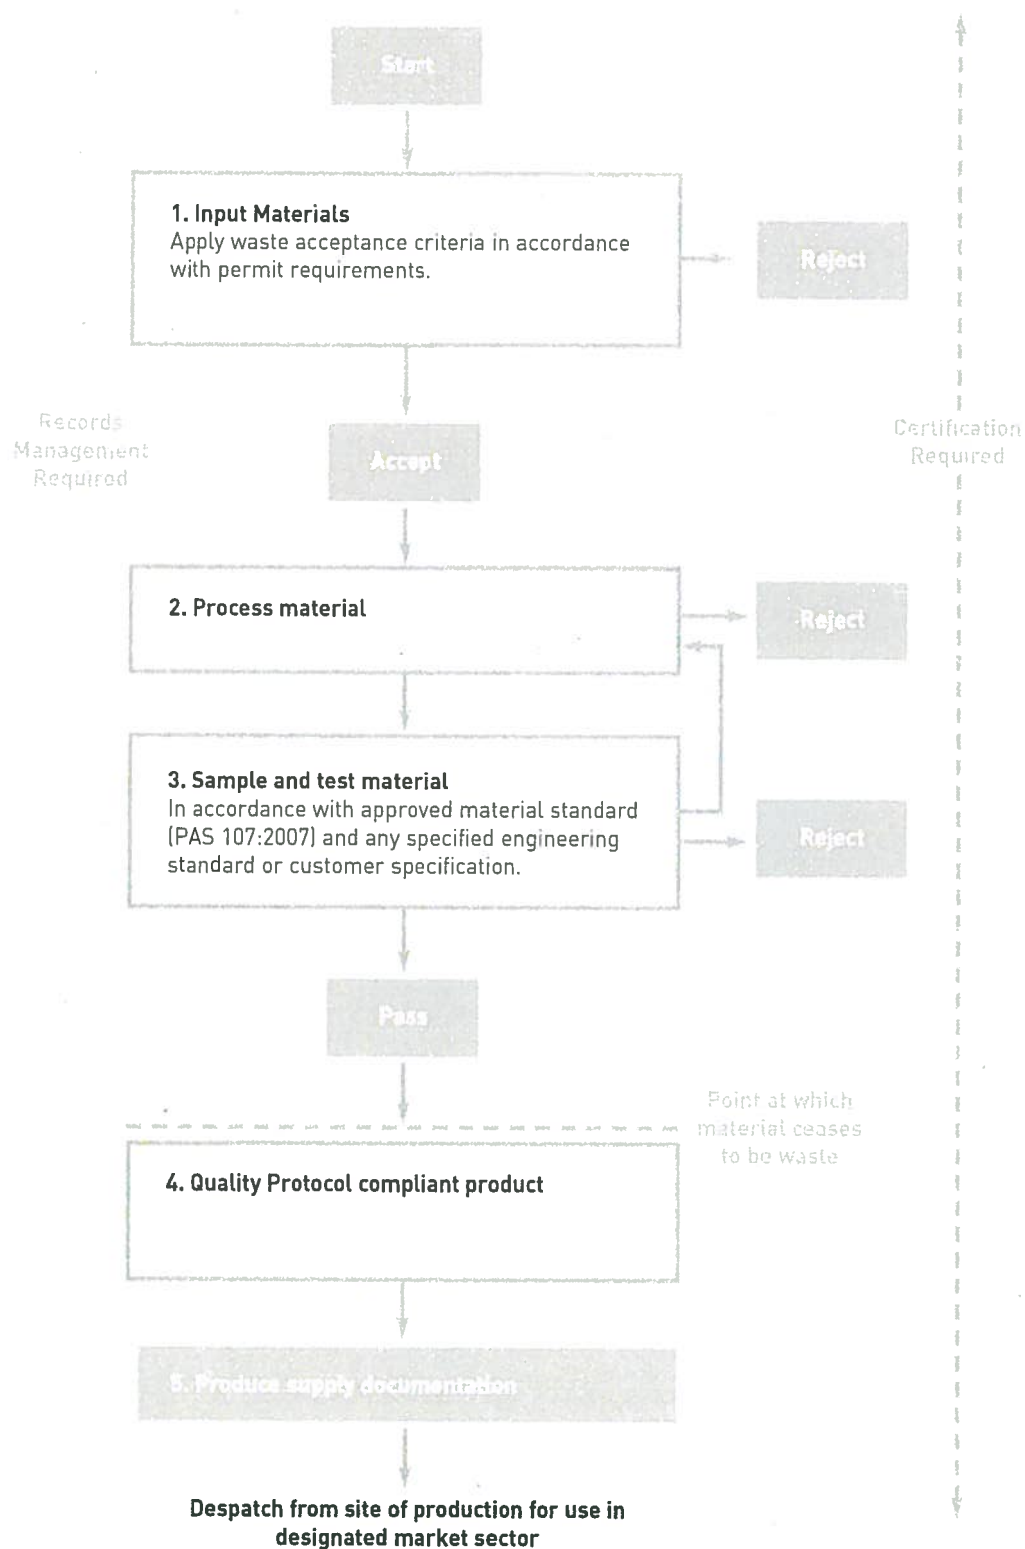 Start
1. Input Materials
Apply waste acceptance criteria in accordance
with permit requirements.
Reject
Records
Management
Required
Accept
Certification
Required
2. Process material
Reject
3. Sample and test material
In accordance with approved material standard
(PAS 107:2007) and any specified engineering
standard or customer specification.
Reject
Pass
Point at which
material ceases
to be waste
4. Quality Protocol compliant product
5. Produce supply documentation
Despatch from site of production for use in
designated market sector